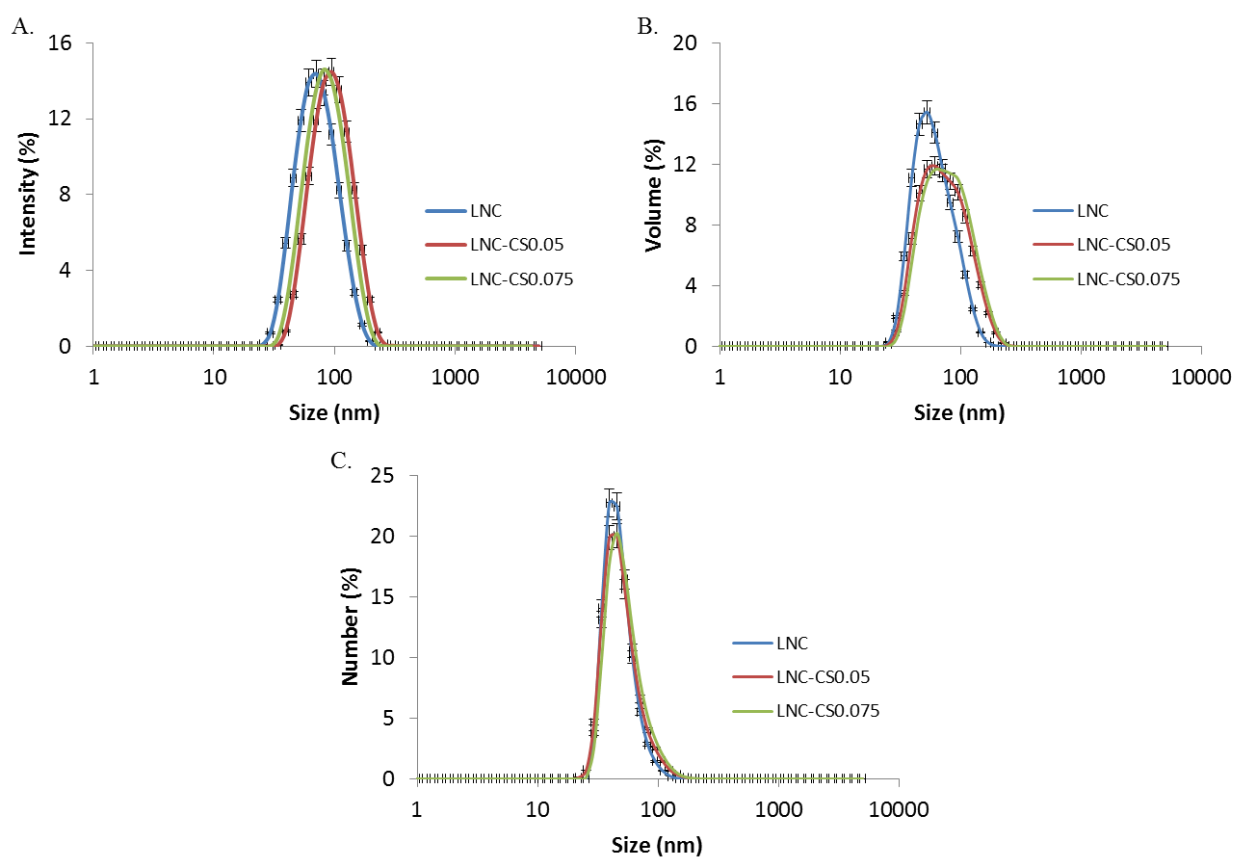 A.
16
12
8
4
0
Intensity (%)
1 10 100 1000 10000
Size (nm)
LNC
LNC-CS0.05
LNC-CS0.075
B.
20
16
12
8
4
0
Volume (%)
1 10 100 1000 10000
Size (nm)
LNC
LNC-CS0.05
LNC-CS0.075
C.
25
20
15
10
5
0
Number (%)
1 10 100 1000 10000
Size (nm)
LNC
LNC-CS0.05
LNC-CS0.075